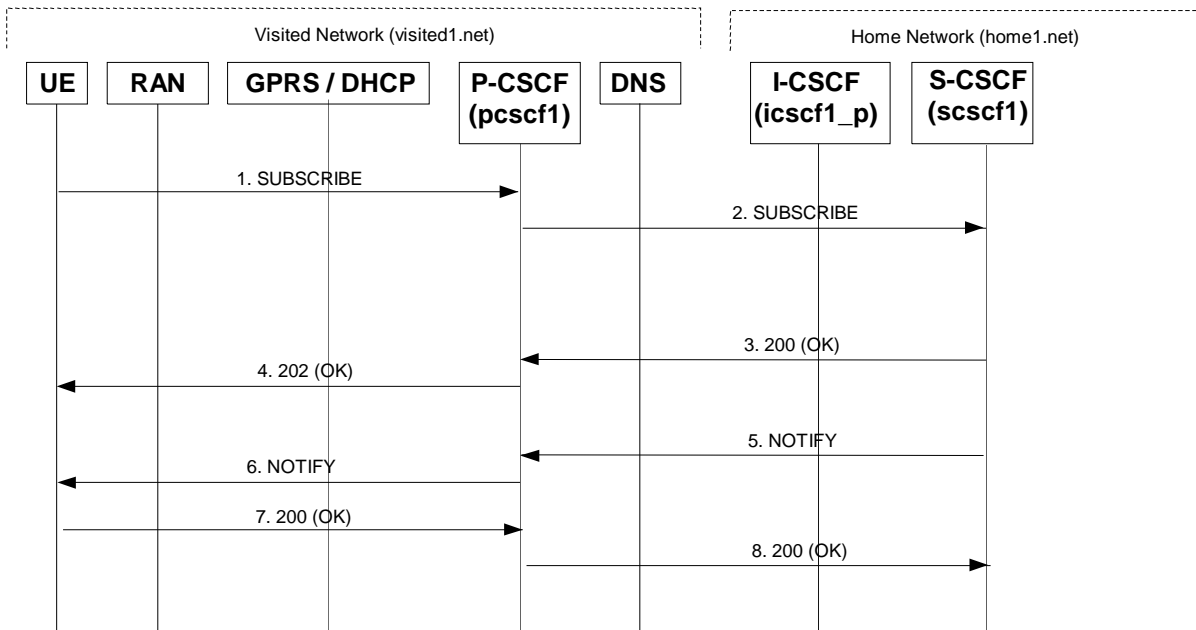 Visited Network (visited1.net)
Home Network (home1.net)
UE
RAN
GPRS / DHCP
P-CSCF
(pcscf1)
DNS
I-CSCF
(icscf1_p)
S-CSCF
(scscf1)
1. SUBSCRIBE
2. SUBSCRIBE
3. 200 (OK)
4. 202 (OK)
5. NOTIFY
6. NOTIFY
7. 200 (OK)
8. 200 (OK)